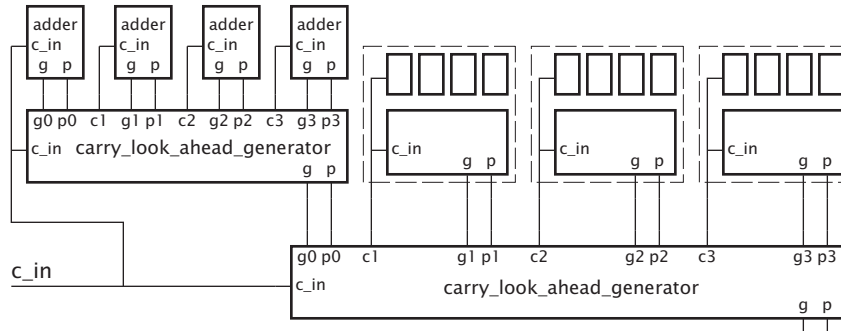 adder adder adder adder
c_in c_in c_in c_in
g p g p g p g p
g0 p0 c1 g1 p1 c2 g2 p2 c3 g3 p3
c_in carry_look_ahead_generator c_in c_in c_in
g p g p g p g p
g0 p0 c1 g1 p1 c2 g2 p2 c3 g3 p3
c_in c_in carry_look_ahead_generator
g p